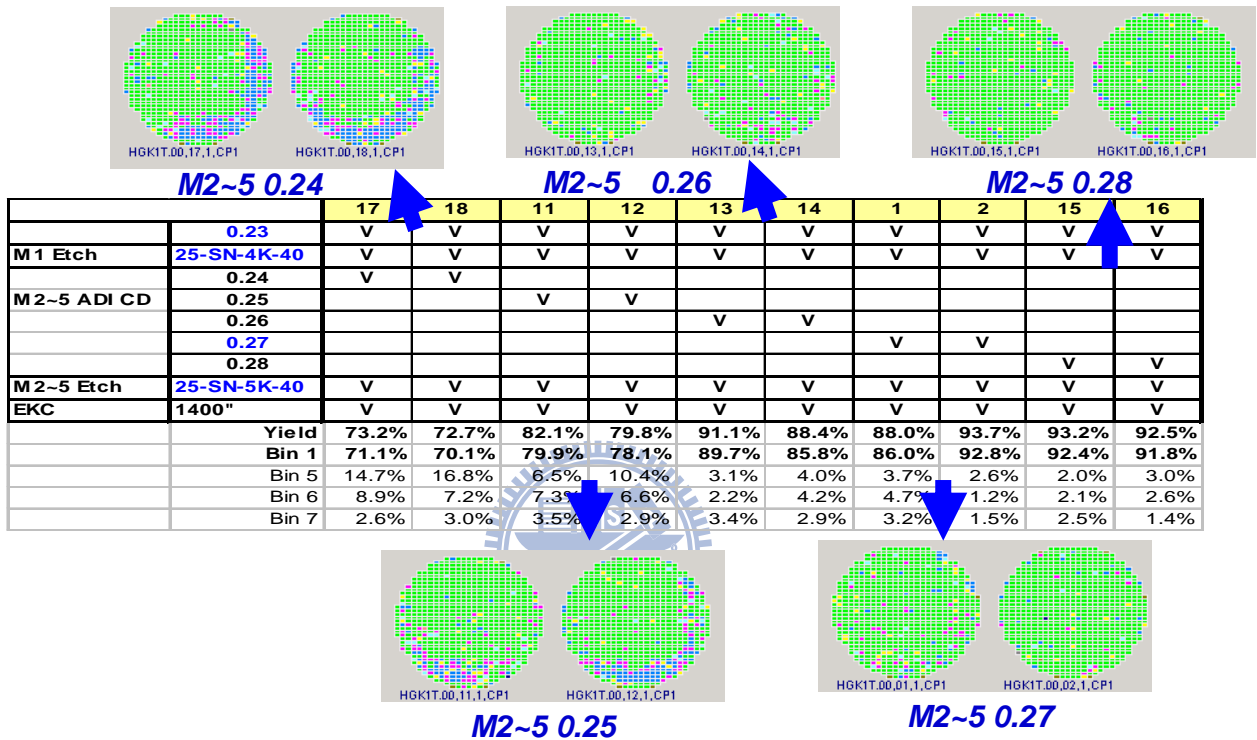 HGK1T.00,17,1,CP1 HGK1T.00,18,1,CP1 HGK1T.00,13,1,CP1 HGK1T.00,14,1,CP1 HGK1T.00,15,1,CP1 HGK1T.00,16,1,CP1
M2~5 0.24 M2~5 0.26 M2~5 0.28
17 18 11 12 13 14 1 2 15 16
0.23 V V V V V V V V V V
M1 Etch 25-SN-4K-40 V V V V V V V V V V
0.24 V V
M2~5 ADI CD 0.25 V V
0.26 V V
0.27 V V
0.28 V V
M2~5 Etch 25-SN-5K-40 V V V V V V V V V V
EKC 1400" V V V V V V V V V V
Yield 73.2% 72.7% 82.1% 79.8% 91.1% 88.4% 88.0% 93.7% 93.2% 92.5%
Bin 1 71.1% 70.1% 79.9% 78.1% 89.7% 85.8% 86.0% 92.8% 92.4% 91.8%
Bin 5 14.7% 16.8% 6.5% 10.4% 3.1% 4.0% 3.7% 2.6% 2.0% 3.0%
Bin 6 8.9% 7.2% 7.3% 6.6% 2.2% 4.2% 4.7% 1.2% 2.1% 2.6%
Bin 7 2.6% 3.0% 3.5% 2.9% 3.4% 2.9% 3.2% 1.5% 2.5% 1.4%
HGK1T.00,11,1,CP1 HGK1T.00,12,1,CP1 HGK1T.00,01,1,CP1 HGK1T.00,02,1,CP1
M2~5 0.25 M2~5 0.27